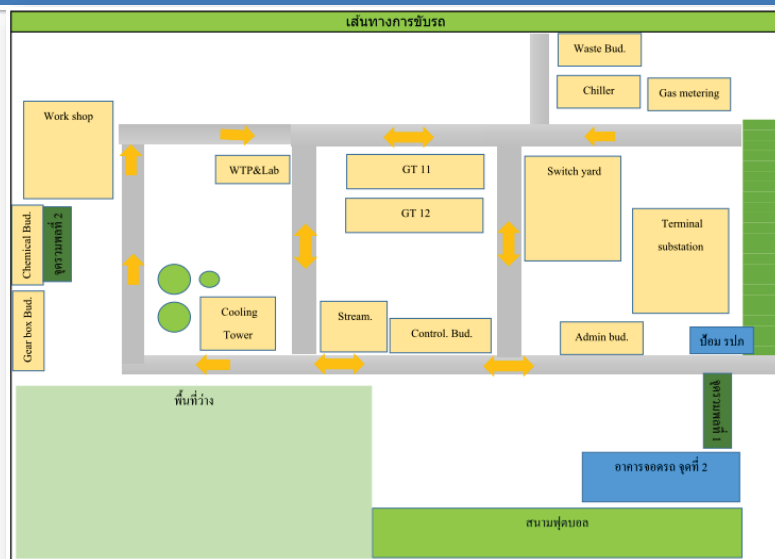 เส้นทางการขับรถ
Waste Bud.
Chiller
Gas metering
Work shop
WTP&Lab
GT 11
GT 12
Switch yard
Terminal
substation
Chemical Bud.
จุดรวมพลที่ 2
Gear box Bud.
Cooling
Tower
Stream.
Control. Bud.
Admin bud.
ป้อม รปภ
จุดรวมพลที่ 1
พื้นที่ว่าง
อาคารจอดรถ จุดที่ 2
สนามฟุตบอล